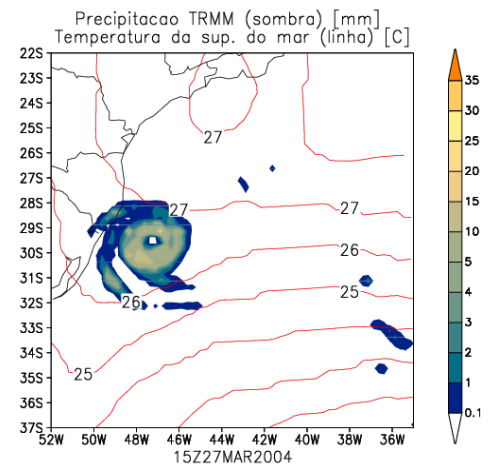 Precipitacao TRMM (sombra) [mm]
Temperatura da sup. do mar (linha) [C]
22S
23S
24S
25S
26S
27S
28S
29S
30S
31S
32S
33S
34S
35S
36S
37S
27
27
27
26
26
25
25
52W 50W 48W 46W 44W 42W 40W 38W 36W
15Z27MAR2004
35
30
25
20
15
10
5
4
3
2
1
0.1